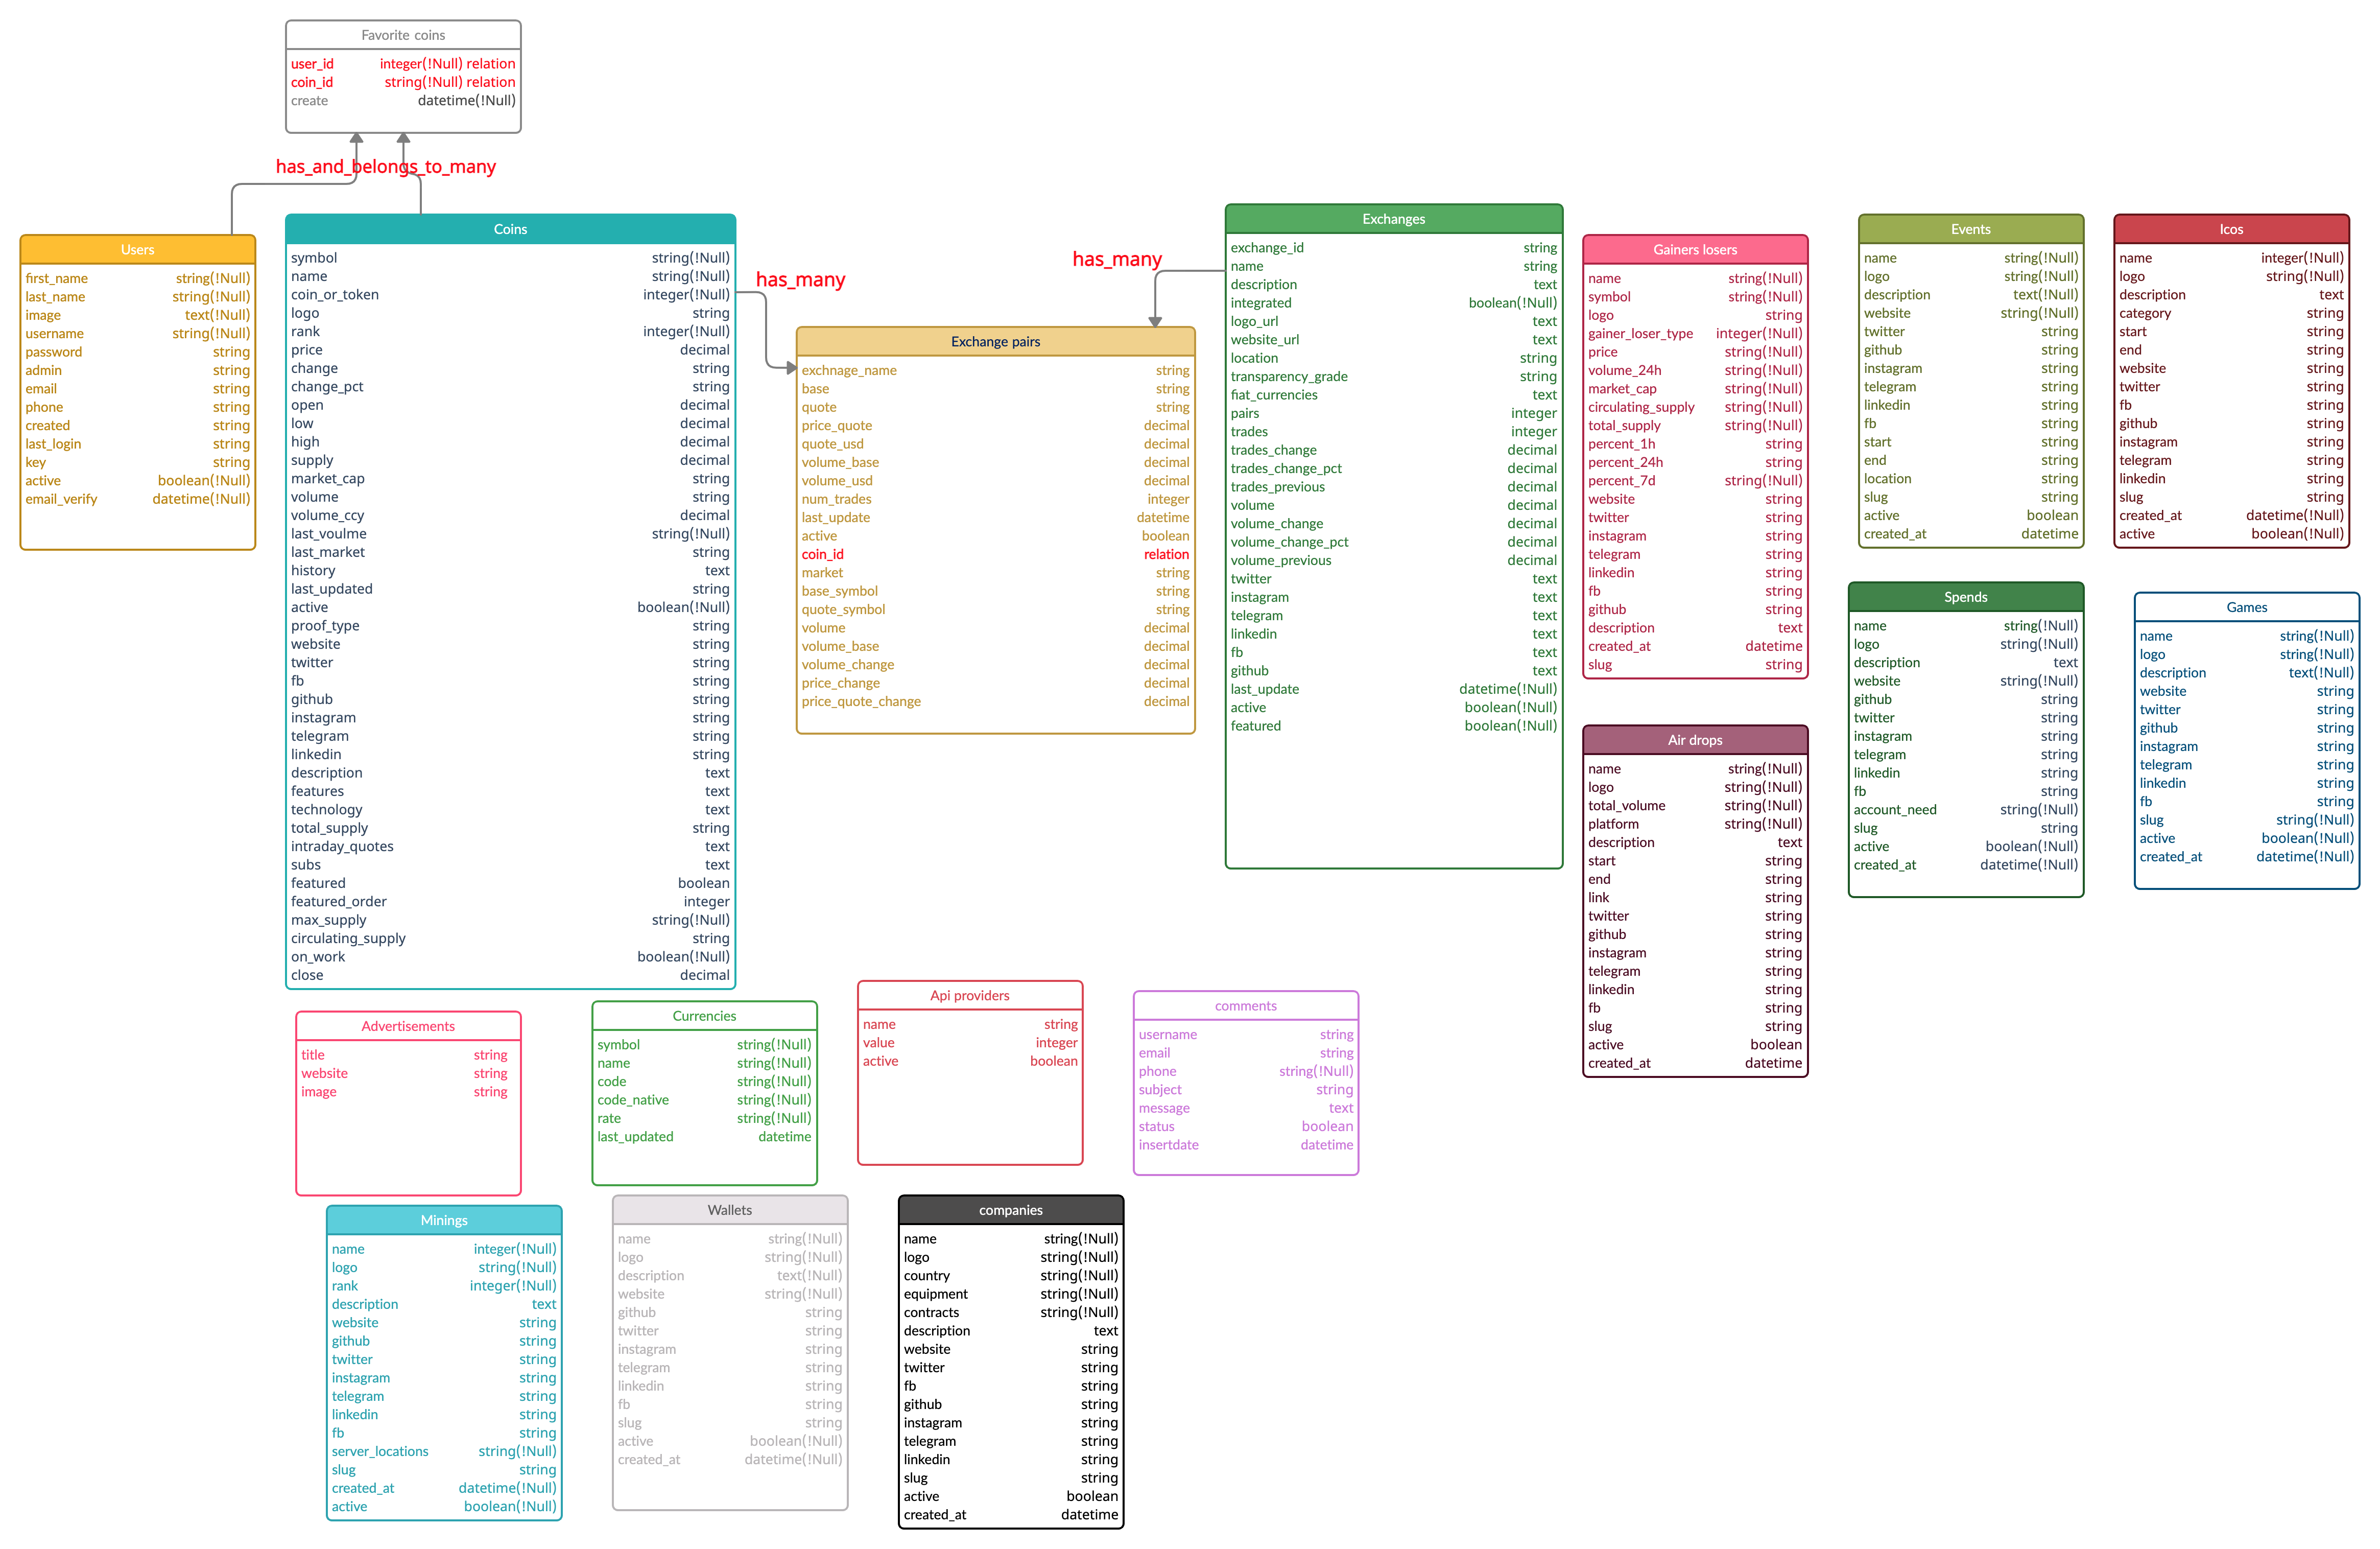 Favorite coins
user_id integer(!Null) relation
coin_id string(!Null) relation
create datetime(!Null)
has_and_belongs_to_many
Users
first_name string(!Null)
last_name string(!Null)
image text(!Null)
username string(!Null)
password string
admin string
email string
phone string
created string
last_login string
key string
active boolean(!Null)
email_verify datetime(!Null)
Coins
symbol string(!Null)
name string(!Null)
coin_or_token integer(!Null)
logo string
rank integer(!Null)
price decimal
change string
change_pct string
open decimal
low decimal
high decimal
supply decimal
market_cap string
volume string
volume_ccy decimal
last_voulme string(!Null)
last_market string
history text
last_updated string
active boolean(!Null)
proof_type string
website string
twitter string
fb string
github string
instagram string
telegram string
linkedin string
description text
features text
technology text
total_supply string
intraday_quotes text
subs text
featured boolean
featured_order integer
max_supply string(!Null)
circulating_supply string
on_work boolean(!Null)
close decimal
has_many
has_many
Exchange pairs
exchnage_name string
base string
quote string
price_quote decimal
quote_usd decimal
volume_base decimal
volume_usd decimal
num_trades integer
last_update datetime
active boolean
coin_id relation
market string
base_symbol string
quote_symbol string
volume decimal
volume_base decimal
volume_change decimal
price_change decimal
price_quote_change decimal
Exchanges
exchange_id string
name string
description text
integrated boolean(!Null)
logo_url text
website_url text
location string
transparency_grade string
fiat_currencies text
pairs integer
trades integer
trades_change decimal
trades_change_pct decimal
trades_previous decimal
volume decimal
volume_change decimal
volume_change_pct decimal
volume_previous decimal
twitter text
instagram text
telegram text
linkedin text
fb text
github text
last_update datetime(!Null)
active boolean(!Null)
featured boolean(!Null)
Gainers losers
name string(!Null)
symbol string(!Null)
logo string
gainer_loser_type integer(!Null)
price string(!Null)
volume_24h string(!Null)
market_cap string(!Null)
circulating_supply string(!Null)
total_supply string(!Null)
percent_1h string
percent_24h string
percent_7d string(!Null)
website string
twitter string
instagram string
telegram string
linkedin string
fb string
github string
description text
created_at datetime
slug string
Events
name string(!Null)
logo string(!Null)
description text(!Null)
website string(!Null)
twitter string
github string
instagram string
telegram string
linkedin string
fb string
start string
end string
location string
slug string
active boolean
created_at datetime
Icos
name integer(!Null)
logo string(!Null)
description text
category string
start string
end string
website string
twitter string
fb string
github string
instagram string
telegram string
linkedin string
slug string
created_at datetime(!Null)
active boolean(!Null)
Spends
name string(!Null)
logo string(!Null)
description text
website string(!Null)
github string
twitter string
instagram string
telegram string
linkedin string
fb string
account_need string(!Null)
slug string
active boolean(!Null)
created_at datetime(!Null)
Games
name string(!Null)
logo string(!Null)
description text(!Null)
website string
twitter string
github string
instagram string
telegram string
linkedin string
fb string
slug string(!Null)
active boolean(!Null)
created_at datetime(!Null)
Air drops
name string(!Null)
logo string(!Null)
total_volume string(!Null)
platform string(!Null)
description text
start string
end string
link string
twitter string
github string
instagram string
telegram string
linkedin string
fb string
slug string
active boolean
created_at datetime
Advertisements
title string
website string
image string
Currencies
symbol string(!Null)
name string(!Null)
code string(!Null)
code_native string(!Null)
rate string(!Null)
last_updated datetime
Api providers
name string
value integer
active boolean
comments
username string
email string
phone string(!Null)
subject string
message text
status boolean
insertdate datetime
Minings
name integer(!Null)
logo string(!Null)
rank integer(!Null)
description text
website string
github string
twitter string
instagram string
telegram string
linkedin string
fb string
server_locations string(!Null)
slug string
created_at datetime(!Null)
active boolean(!Null)
Wallets
name string(!Null)
logo string(!Null)
description text(!Null)
website string(!Null)
github string
twitter string
instagram string
telegram string
linkedin string
fb string
slug string
active boolean(!Null)
created_at datetime(!Null)
companies
name string(!Null)
logo string(!Null)
country string(!Null)
equipment string(!Null)
contracts string(!Null)
description text
website string
twitter string
fb string
github string
instagram string
telegram string
linkedin string
slug string
active boolean
created_at datetime